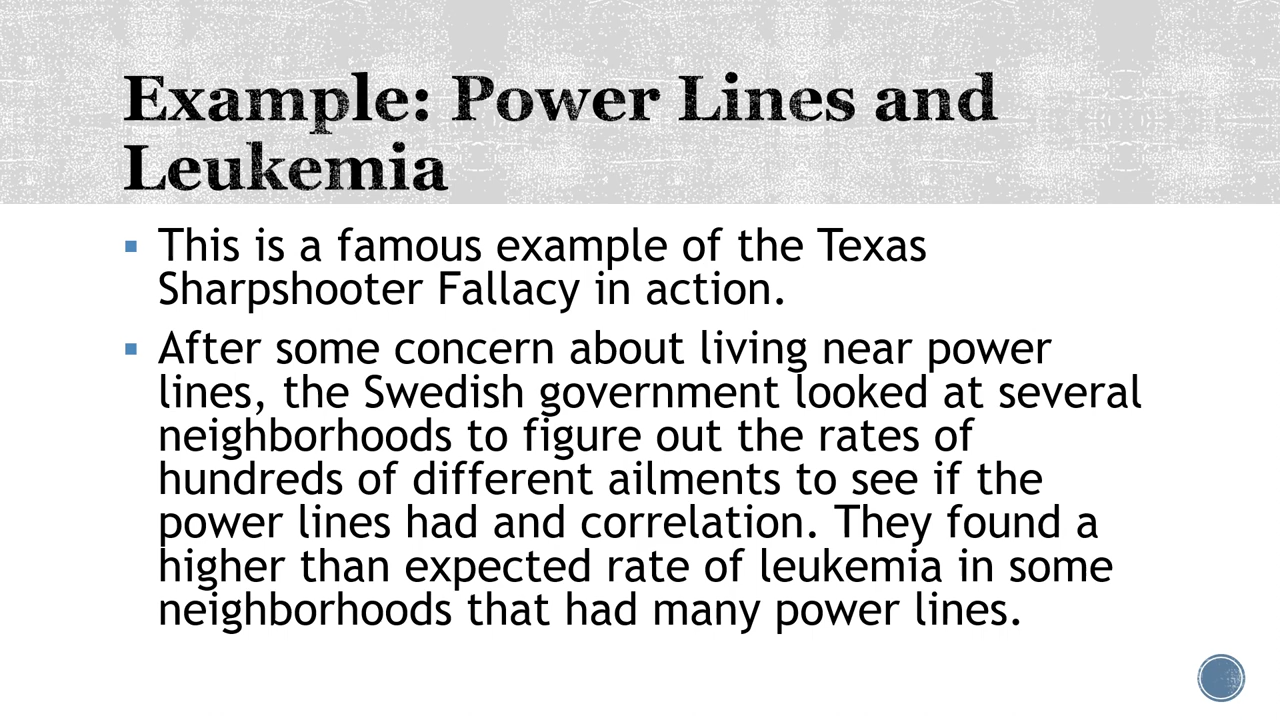 Example: Power Lines and
Leukemia
▪ This is a famous example of the Texas
Sharpshooter Fallacy in action.
▪ After some concern about living near power
lines, the Swedish government looked at several
neighborhoods to figure out the rates of
hundreds of different ailments to see if the
power lines had and correlation. They found a
higher than expected rate of leukemia in some
neighborhoods that had many power lines.